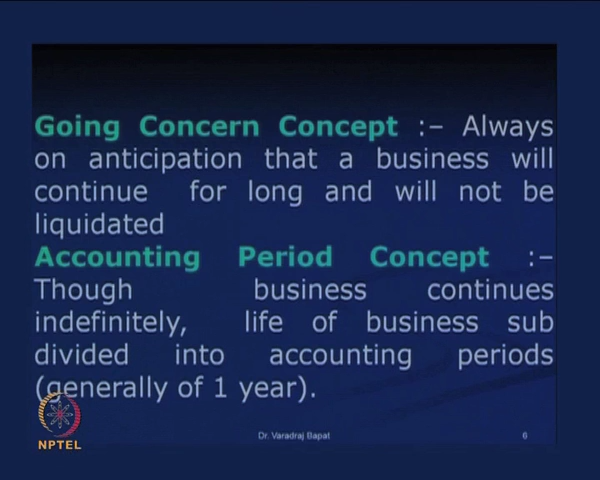 Going Concern Concept :– Always
on anticipation that a business will
continue for long and will not be
liquidated
Accounting Period Concept :–
Though business continues
indefinitely, life of business sub
divided into accounting periods
(generally of 1 year).
NPTEL
Dr. Varadraj Bapat 6